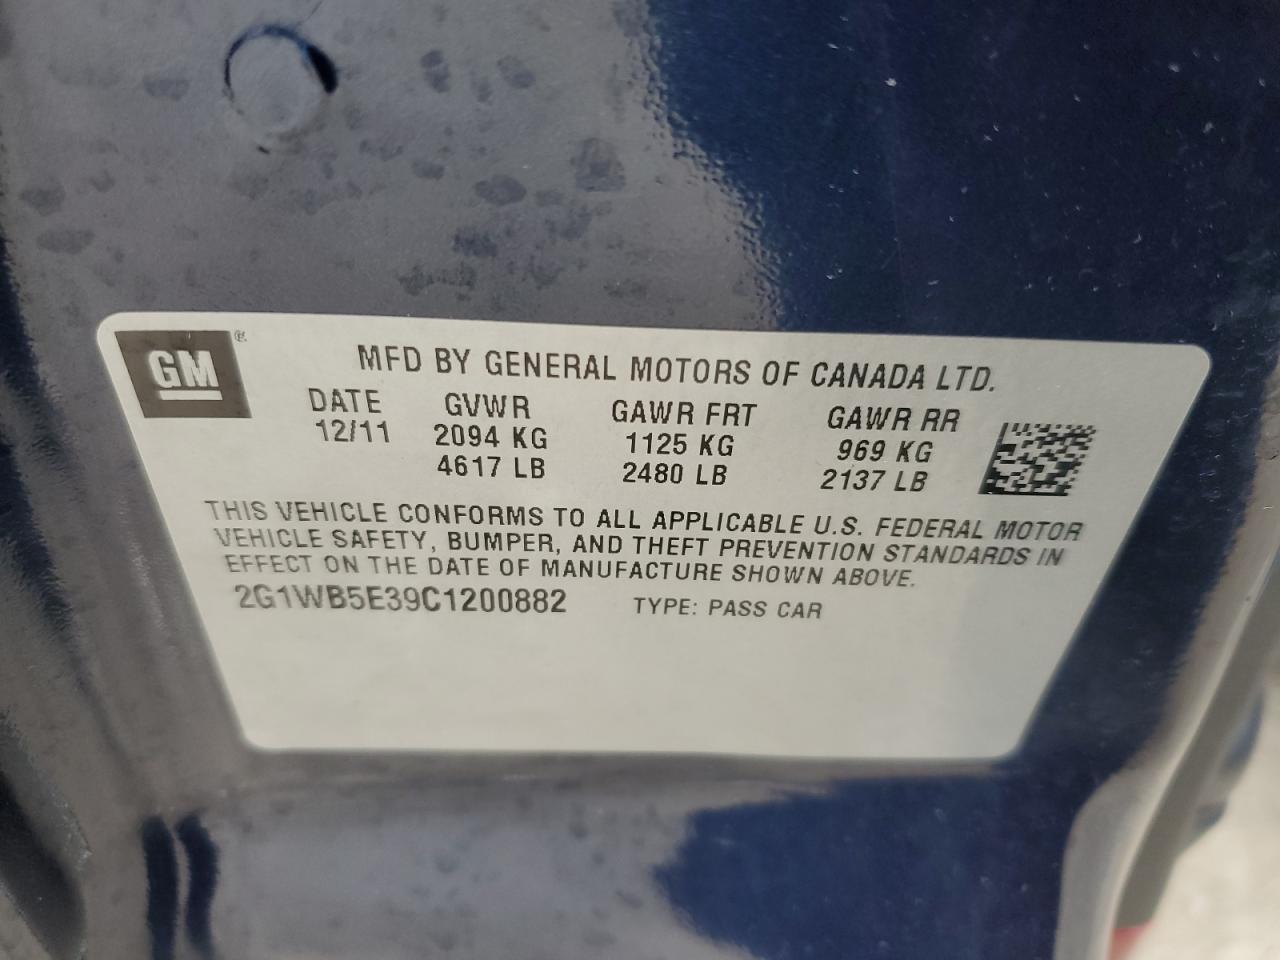 GM ®
MFD BY GENERAL MOTORS OF CANADA LTD.
DATE GVWR GAWR FRT GAWR RR
12/11 2094 KG 1125 KG 969 KG
4617 LB 2480 LB 2137 LB
THIS VEHICLE CONFORMS TO ALL APPLICABLE U.S. FEDERAL MOTOR
VEHICLE SAFETY, BUMPER, AND THEFT PREVENTION STANDARDS IN
EFFECT ON THE DATE OF MANUFACTURE SHOWN ABOVE.
2G1WB5E39C1200882 TYPE: PASS CAR